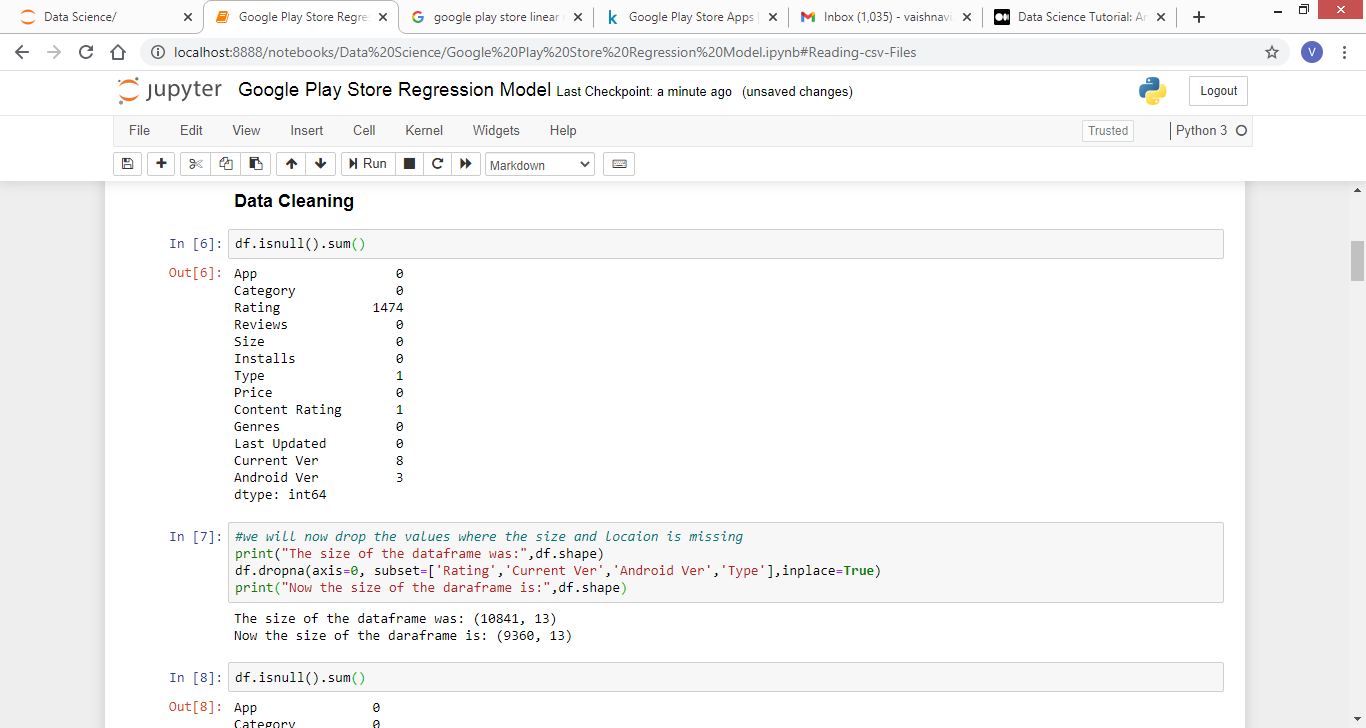 Data Science/
Google Play Store Regre
google play store linear
Google Play Store Apps
Inbox (1,035) - vaishnav
Data Science Tutorial: A
localhost:8888/notebooks/Data%20Science/Google%20Play%20Store%20Regression%20Model.ipynb#Reading-csv-Files
V
jupyter Google Play Store Regression Model Last Checkpoint: a minute ago (unsaved changes)
Logout
File Edit View Insert Cell Kernel Widgets Help
Trusted
Python 3
Run
Markdown
Data Cleaning
In [6]: df.isnull().sum()
Out[6]: App 0
Category 0
Rating 1474
Reviews 0
Size 0
Installs 0
Type 1
Price 0
Content Rating 1
Genres 0
Last Updated 0
Current Ver 8
Android Ver 3
dtype: int64
In [7]: #we will now drop the values where the size and locaion is missing
print("The size of the dataframe was:",df.shape)
df.dropna(axis=0, subset=['Rating','Current Ver','Android Ver','Type'],inplace=True)
print("Now the size of the daraframe is:",df.shape)
The size of the dataframe was: (10841, 13)
Now the size of the daraframe is: (9360, 13)
In [8]: df.isnull().sum()
Out[8]: App 0
Category 0